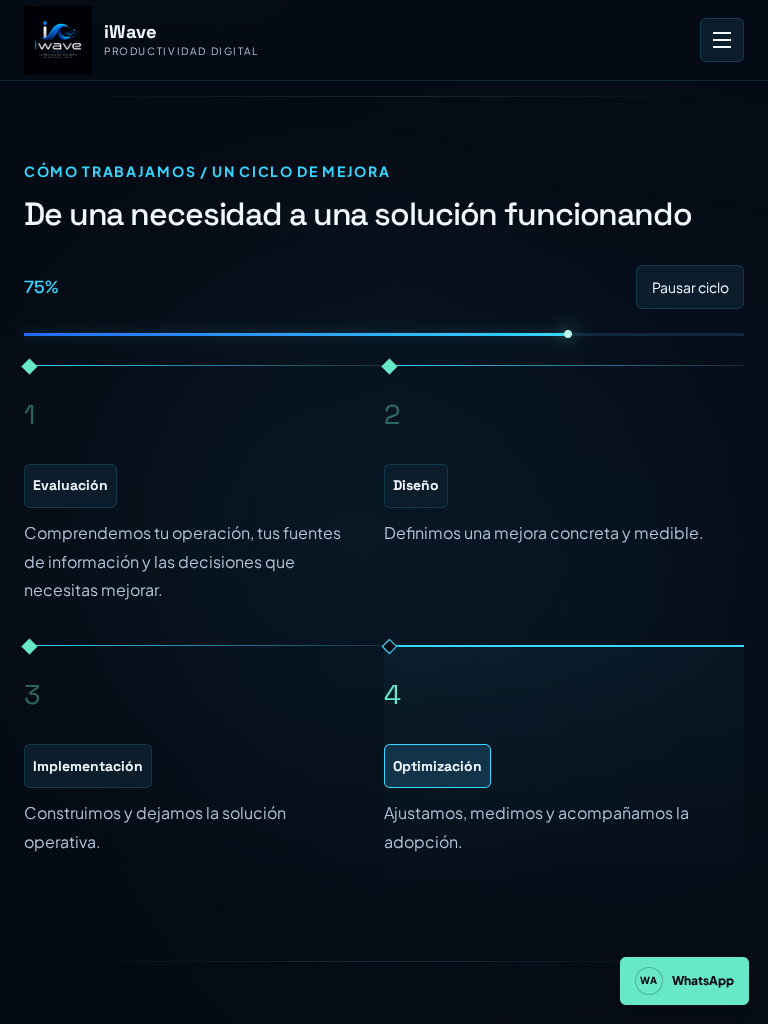 iwave
iWave
PRODUCTIVIDAD DIGITAL
CÓMO TRABAJAMOS / UN CICLO DE MEJORA
De una necesidad a una solución funcionando
75%
Pausar ciclo
1
Evaluación
Comprendemos tu operación, tus fuentes
de información y las decisiones que
necesitas mejorar.
2
Diseño
Definimos una mejora concreta y medible.
3
Implementación
Construimos y dejamos la solución
operativa.
4
Optimización
Ajustamos, medimos y acompañamos la
adopción.
WA WhatsApp